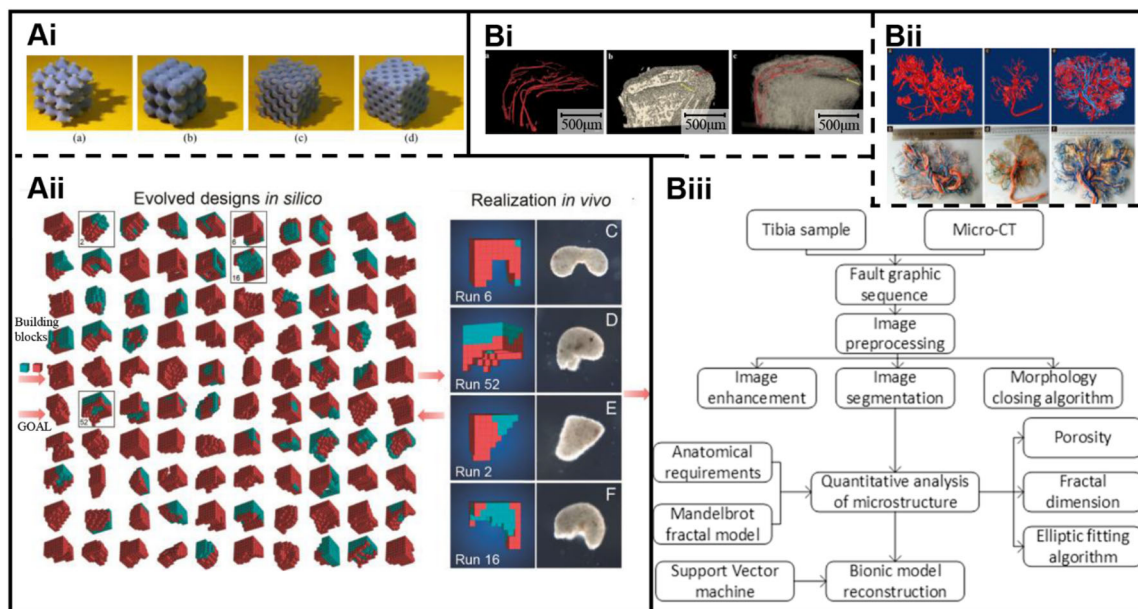 Ai
(a)
(b)
(c)
(d)
Bi
a
b
c
500μm
500μm
500μm
Bii
Aii
Evolved designs in silico
Realization in vivo
2
6
16
Building
blocks
GOAL
52
C
Run 6
D
Run 52
E
Run 2
F
Run 16
Biii
Tibia sample
Micro-CT
Fault graphic
sequence
Image
preprocessing
Image
enhancement
Image
segmentation
Morphology
closing algorithm
Anatomical
requirements
Mandelbrot
fractal model
Quantitative analysis
of microstructure
Porosity
Fractal
dimension
Elliptic fitting
algorithm
Support Vector
machine
Bionic model
reconstruction